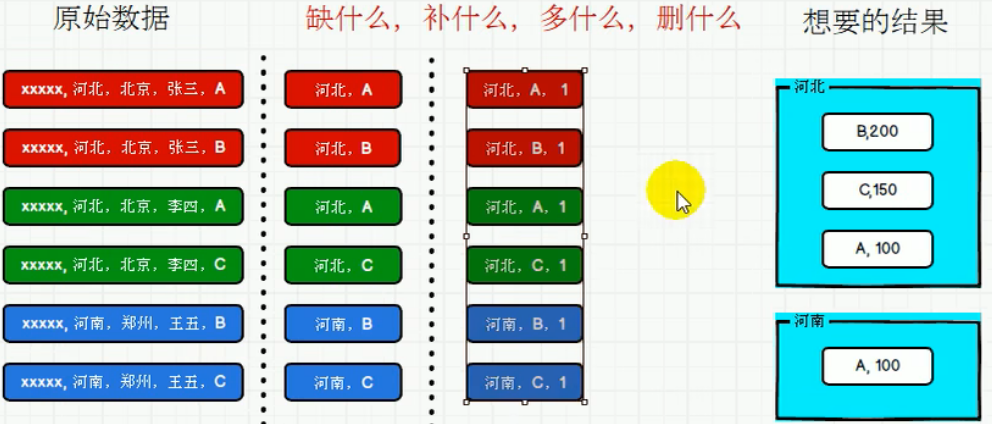 原始数据
缺什么，补什么，多什么，删什么
想要的结果
xxxxx, 河北，北京，张三，A
河北，A
河北，A，1
河北
xxxxx, 河北，北京，张三，B
河北，B
河北，B，1
B,200
xxxxx, 河北，北京，李四，A
河北，A
河北，A，1
C,150
xxxxx, 河北，北京，李四，C
河北，C
河北，C，1
A, 100
xxxxx, 河南，郑州，王五，B
河南，B
河南，B，1
河南
xxxxx, 河南，郑州，王五，C
河南，C
河南，C，1
A, 100